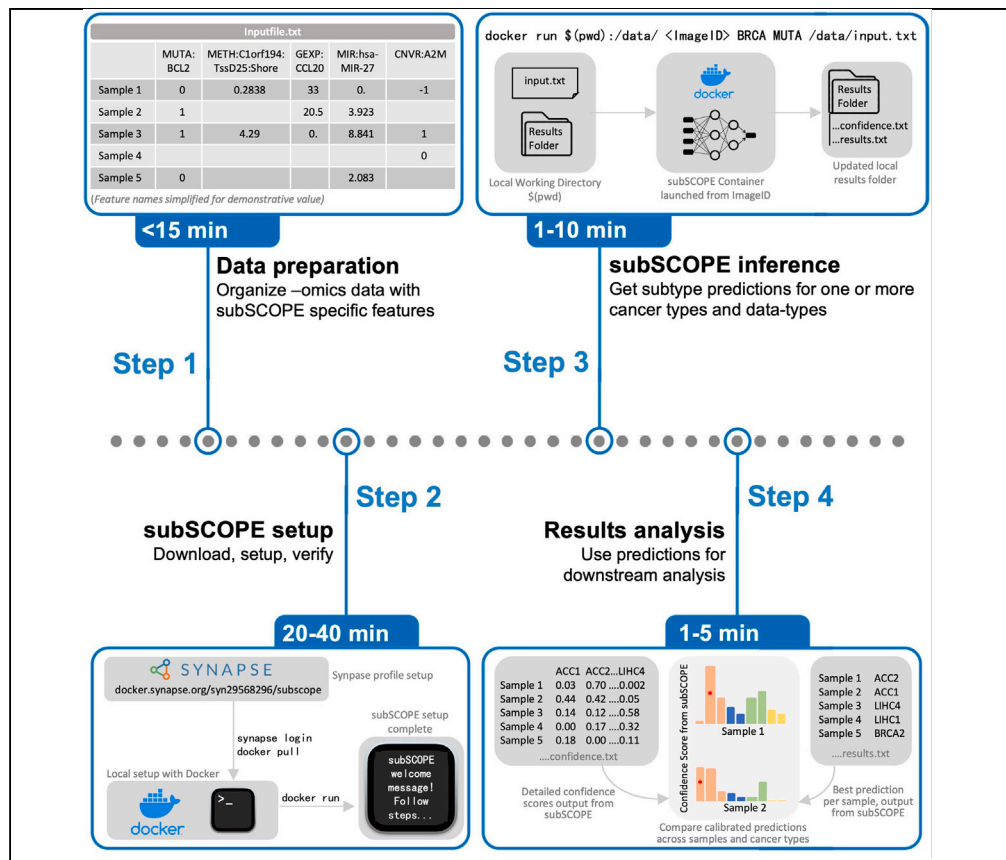 Inputfile.txt
MUTA: BCL2 METH:C1orf194: TssD25:Shore GEXP: CCL20 MIR:hsa- MIR-27 CNVR:A2M
Sample 1 0 0.2838 33 0. -1
Sample 2 1 20.5 3.923
Sample 3 1 4.29 0. 8.841 1
Sample 4 0
Sample 5 0 2.083
(Feature names simplified for demonstrative value)
<15 min
Data preparation
Organize –omics data with
subSCOPE specific features
Step 1
docker run $(pwd):/data/ <ImageID> BRCA MUTA /data/input.txt
input.txt
Results
Folder
Local Working Directory
$(pwd)
docker
subSCOPE Container
launched from ImageID
Results
Folder
...confidence.txt
...results.txt
Updated local
results folder
1-10 min
subSCOPE inference
Get subtype predictions for one or more
cancer types and data-types
Step 3
Step 2
subSCOPE setup
Download, setup, verify
20-40 min
SYNAPSE
docker.synapse.org/syn29568296/subscope
Synpase profile setup
synapse login
docker pull
Local setup with Docker
docker
>_
docker run
subSCOPE setup
complete
subSCOPE
welcome
message!
Follow
steps...
Step 4
Results analysis
Use predictions for
downstream analysis
1-5 min
ACC1 ACC2...LIHC4
Sample 1 0.03 0.70 ....0.002
Sample 2 0.44 0.42 ....0.05
Sample 3 0.14 0.12 ....0.58
Sample 4 0.00 0.17 ....0.32
Sample 5 0.18 0.00 ....0.11
....confidence.txt
Detailed confidence
scores output from
subSCOPE
Confidence Score from subSCOPE
Sample 1
Sample 2
Compare calibrated predictions
across samples and cancer types
Sample 1 ACC2
Sample 2 ACC1
Sample 3 LIHC4
Sample 4 LIHC1
Sample 5 BRCA2
....results.txt
Best prediction
per sample, output
from subSCOPE